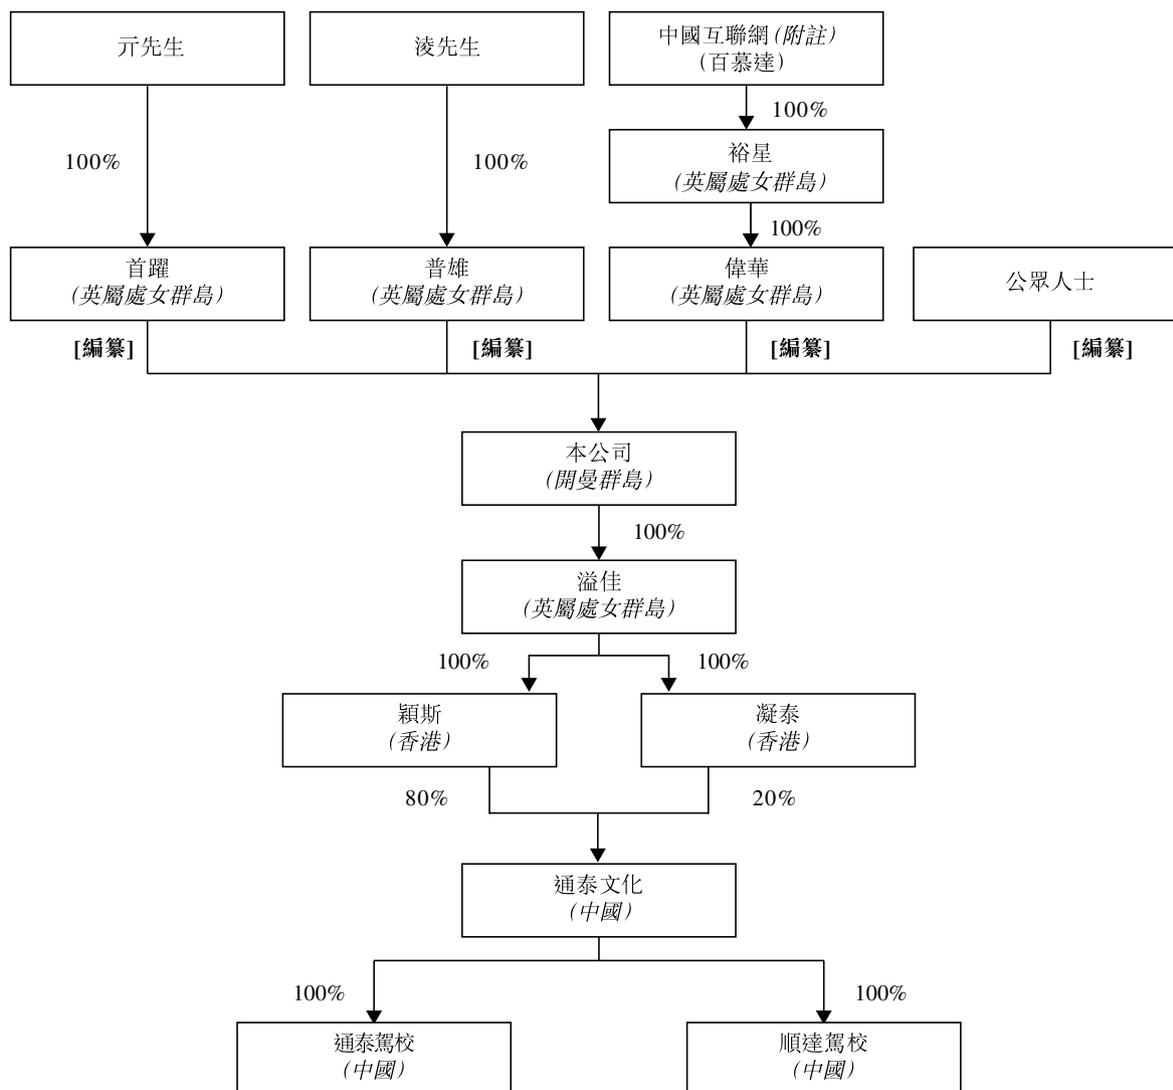 亓先生
淩先生
中國互聯網(附註)
(百慕達)
100%
裕星
(英屬處女群島)
100%
100%
100%
首躍
(英屬處女群島)
普雄
(英屬處女群島)
偉華
(英屬處女群島)
公眾人士
[編纂]
[編纂]
[編纂]
[編纂]
本公司
(開曼群島)
100%
溢佳
(英屬處女群島)
100%
100%
穎斯
(香港)
凝泰
(香港)
80%
20%
通泰文化
(中國)
100%
100%
通泰駕校
(中國)
順達駕校
(中國)